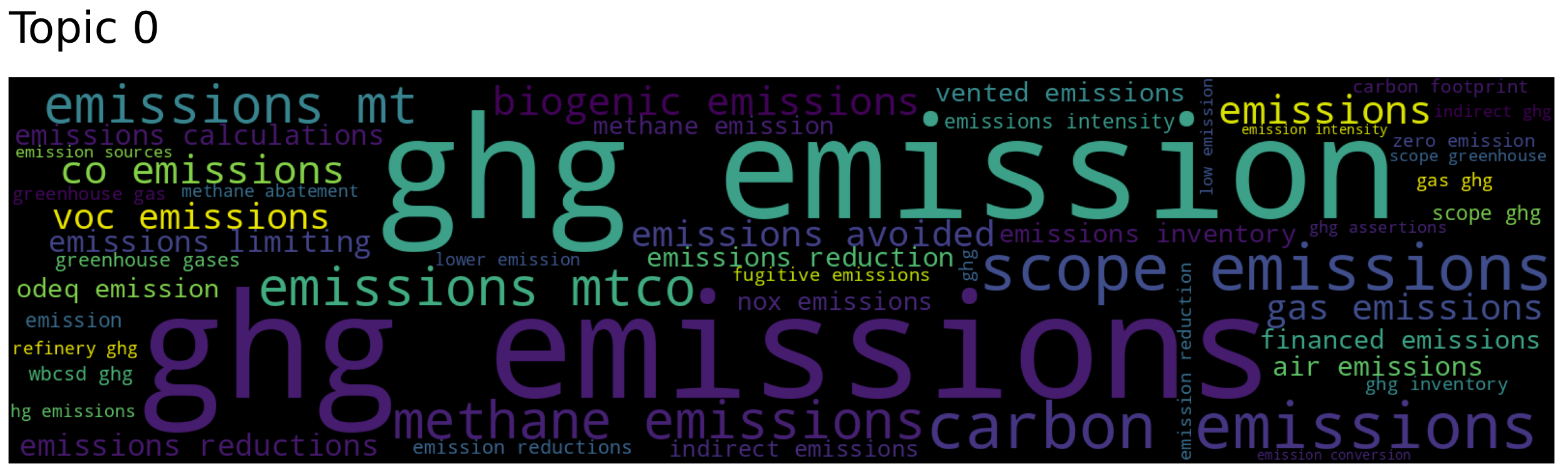 Topic 0
emissions mt
biogenic emissions
vented emissions
low emission
emissions
carbon footprint
indirect ghg
emissions calculations
methane emission
emissions intensity
emission intensity
zero emission
emission sources
co emissions
ghg emission
scope greenhouse
greenhouse gas
methane abatement
gas ghg
voc emissions
scope ghg
emissions limiting
emissions avoided
emissions inventory
ghg assertions
greenhouse gases
lower emission
emissions reduction
ghg
scope emissions
fugitive emissions
odeq emission
emissions mtco
nox emissions
emission reduction
gas emissions
emission
ghg emissions
financed emissions
refinery ghg
wbcsd ghg
air emissions
ghg inventory
hg emissions
methane emissions
carbon emissions
emissions reductions
emission reductions
indirect emissions
emission conversion